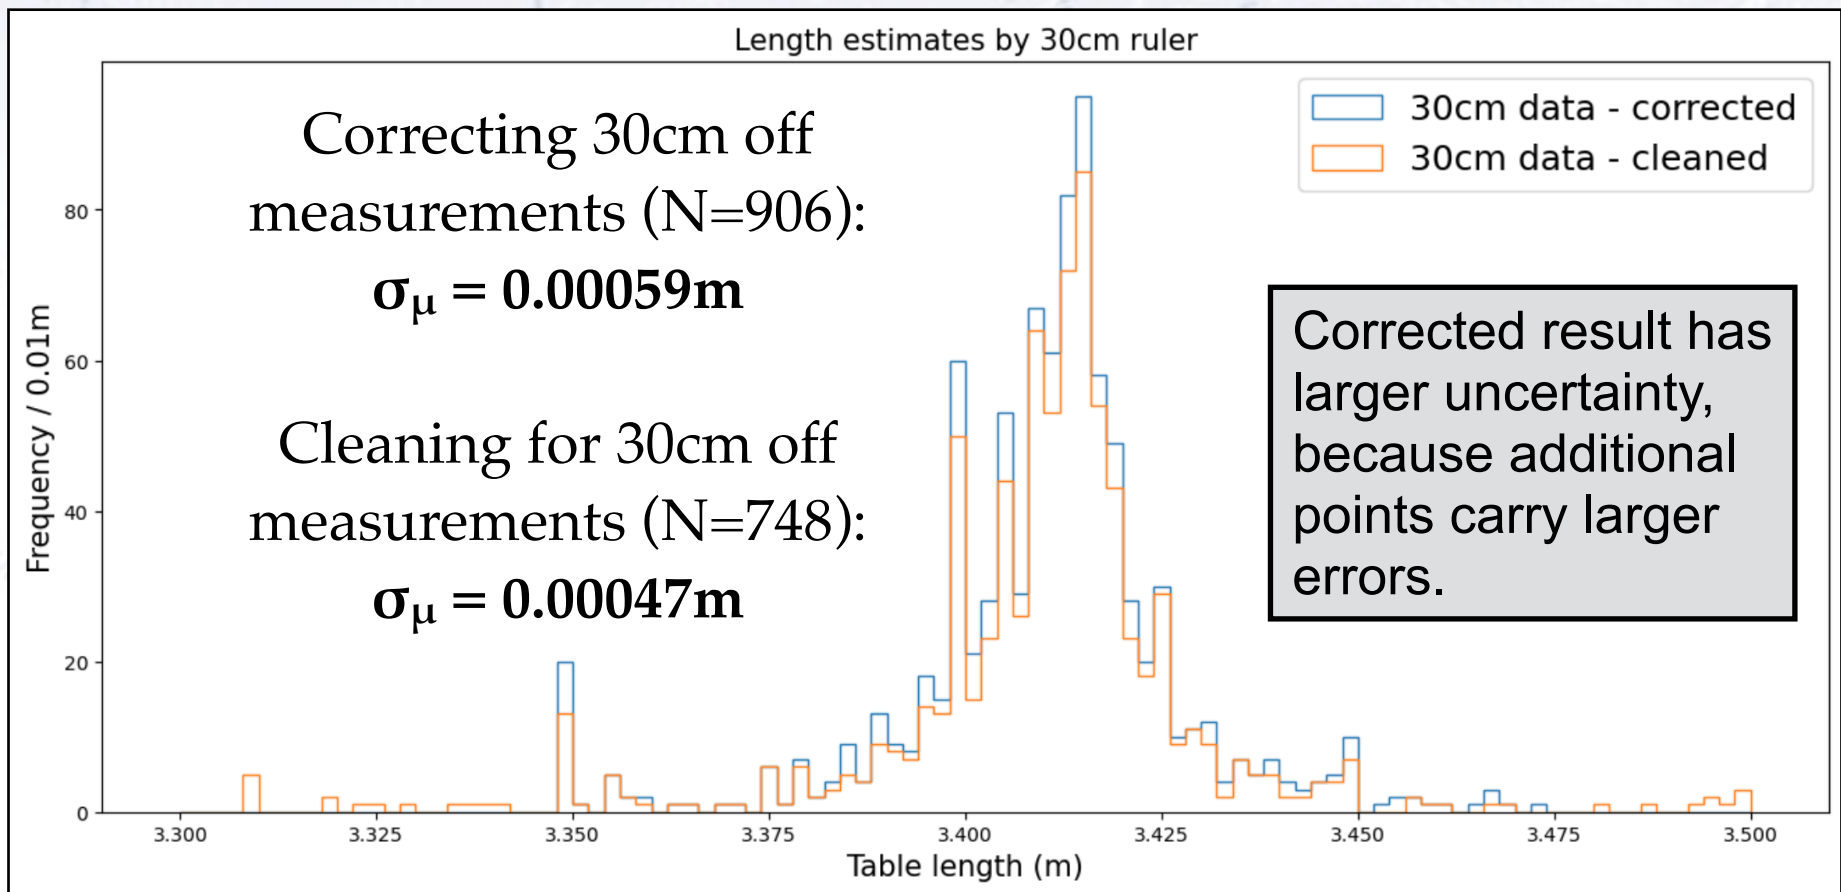 Length estimates by 30cm ruler
30cm data - corrected
30cm data - cleaned
Correcting 30cm off
measurements (N=906):
σμ = 0.00059m
Cleaning for 30cm off
measurements (N=748):
σμ = 0.00047m
Corrected result has
larger uncertainty,
because additional
points carry larger
errors.
Frequency / 0.01m
80
60
40
20
0
3.300 3.325 3.350 3.375 3.400 3.425 3.450 3.475 3.500
Table length (m)